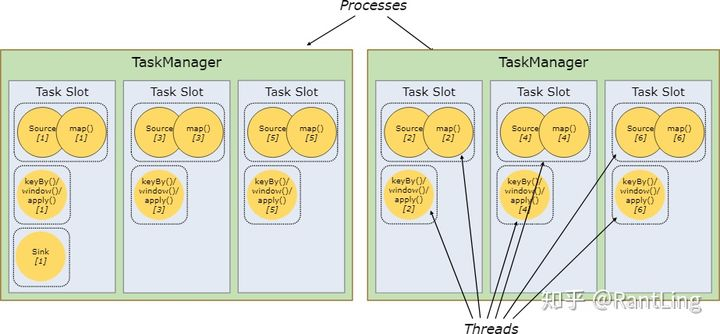 Processes
TaskManager
Task Slot
Source
[1]
map()
[1]
keyBy()/
window()/
apply()
[1]
Sink
[1]
Task Slot
Source
[3]
map()
[3]
keyBy()/
window()/
apply()
[3]
Task Slot
Source
[5]
map()
[5]
keyBy()/
window()/
apply()
[5]
TaskManager
Task Slot
Source
[2]
map()
[2]
keyBy()/
window()/
apply()
[2]
Task Slot
Source
[4]
map()
[4]
keyBy()/
window()/
apply()
[4]
Task Slot
Source
[6]
map()
[6]
keyBy()/
window()/
apply()
[6]
Threads
知乎 @RantLing